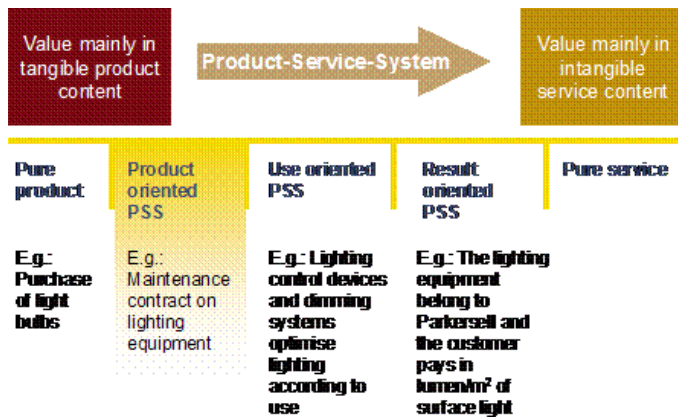 Value mainly in
tangible product
content
Product-Service-System
Value mainly in
intangible
service content
Pure
product
Product
oriented
PSS
Use oriented
PSS
Result
oriented
PSS
Pure service
E.g.:
Purchase
of light
bulbs
E.g.:
Maintenance
contract on
lighting
equipment
E.g.: Lighting
control devices
and dimming
systems
optimise
lighting
according to
use
E.g.: The lighting
equipment
belong to
Parkersell and
the customer
pays in
lumen/m² of
surface light